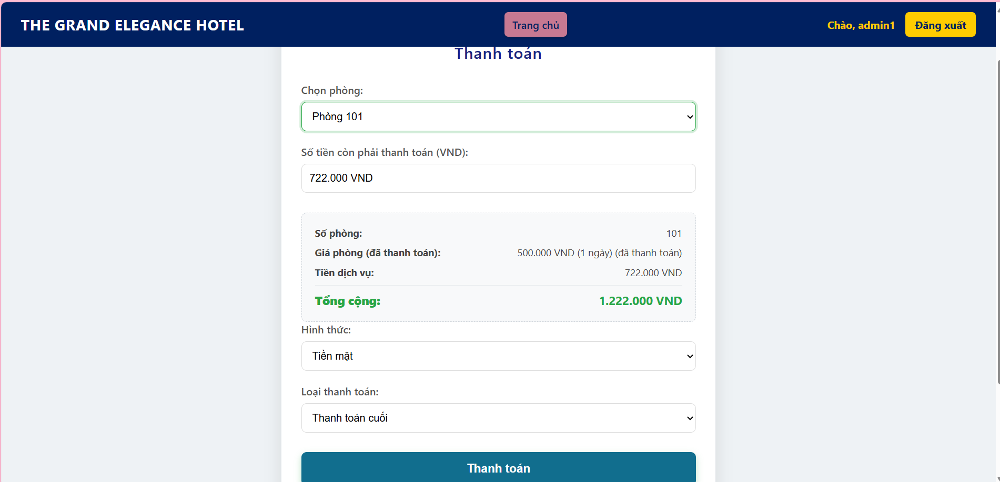 THE GRAND ELEGANCE HOTEL
Trang chủ
Chào, admin1
Đăng xuất
Thanh toán
Chọn phòng:
Phòng 101
Số tiền còn phải thanh toán (VND):
722.000 VND
Số phòng: 101
Giá phòng (đã thanh toán): 500.000 VND (1 ngày) (đã thanh toán)
Tiền dịch vụ: 722.000 VND
Tổng cộng: 1.222.000 VND
Hình thức:
Tiền mặt
Loại thanh toán:
Thanh toán cuối
Thanh toán